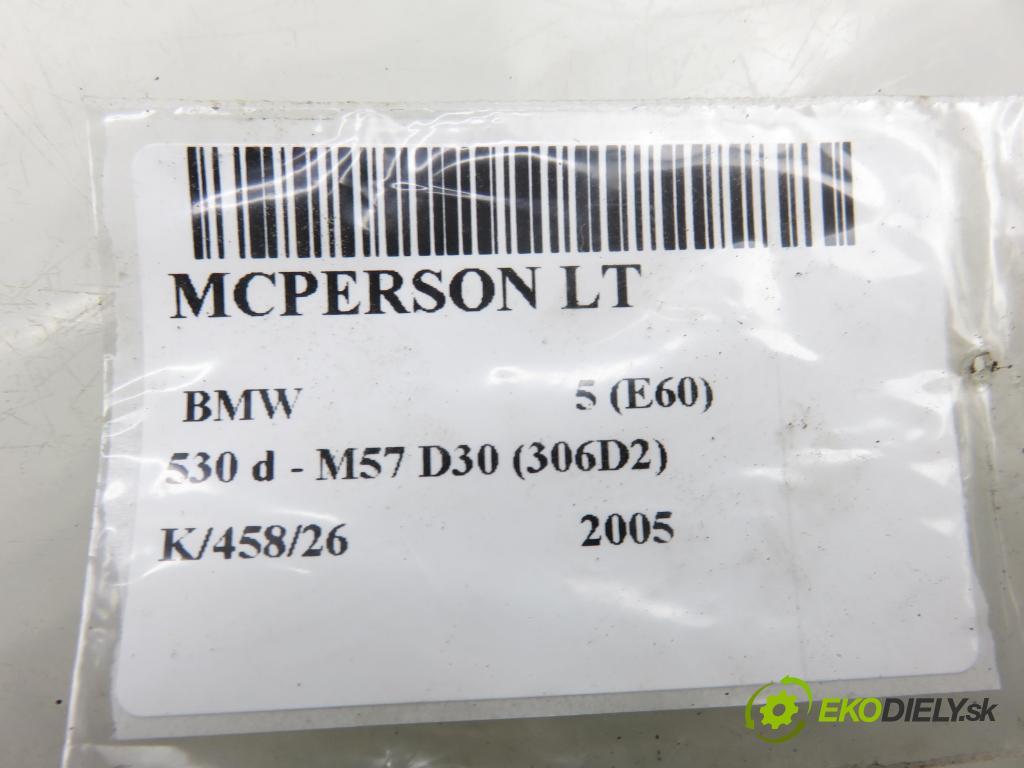 MCPERSON LT
BMW 5 (E60)
530 d - M57 D30 (306D2)
K/458/26 2005
EKODIELY.sk